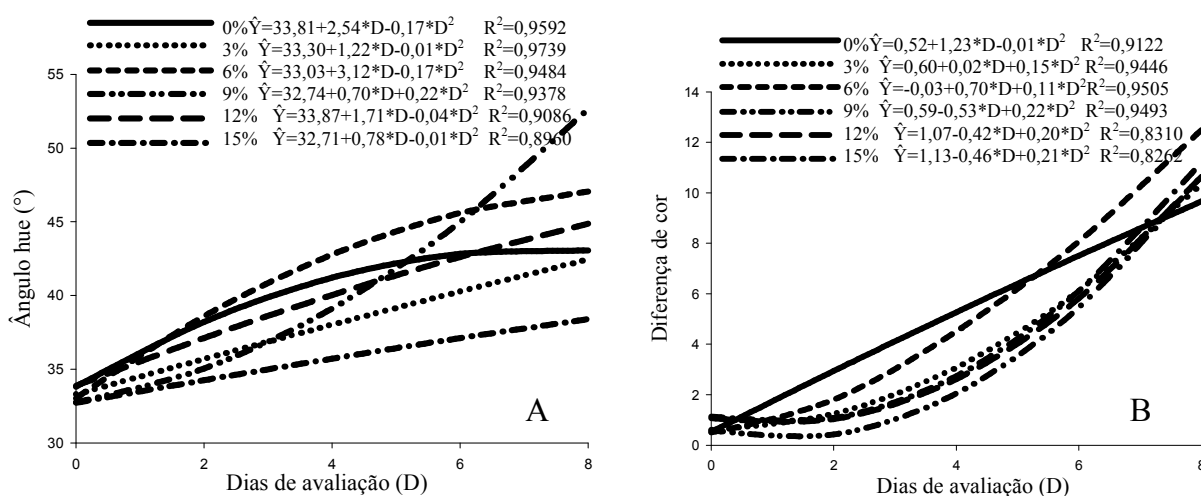 0%Ŷ=33,81+2,54*D-0,17*D² R²=0,9592
3% Ŷ=33,30+1,22*D-0,01*D² R²=0,9739
6% Ŷ=33,03+3,12*D-0,17*D² R²=0,9484
9% Ŷ=32,74+0,70*D+0,22*D² R²=0,9378
12% Ŷ=33,87+1,71*D-0,04*D² R²=0,9086
15% Ŷ=32,71+0,78*D-0,01*D² R²=0,8960
55
50
45
40
35
30
Ângulo hue (°)
A
0 2 4 6 8
Dias de avaliação (D)
0%Ŷ=0,52+1,23*D-0,01*D² R²=0,9122
3% Ŷ=0,60+0,02*D+0,15*D² R²=0,9446
6% Ŷ=-0,03+0,70*D+0,11*D²R²=0,9505
9% Ŷ=0,59-0,53*D+0,22*D² R²=0,9493
12% Ŷ=1,07-0,42*D+0,20*D² R²=0,8310
15% Ŷ=1,13-0,46*D+0,21*D² R²=0,8262
14
12
10
8
6
4
2
0
Diferença de cor
B
0 2 4 6 8
Dias de avaliação (D)